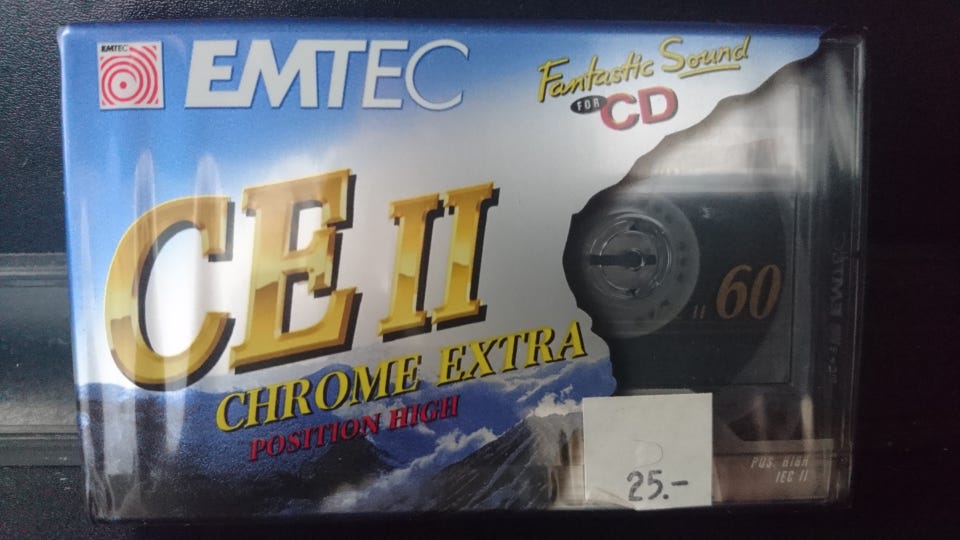 EMTEC
EMTEC
Fantastic Sound
FOR CD
CE II
CHROME EXTRA
POSITION HIGH
II 60
POS. HIGH
IEC II
25.-